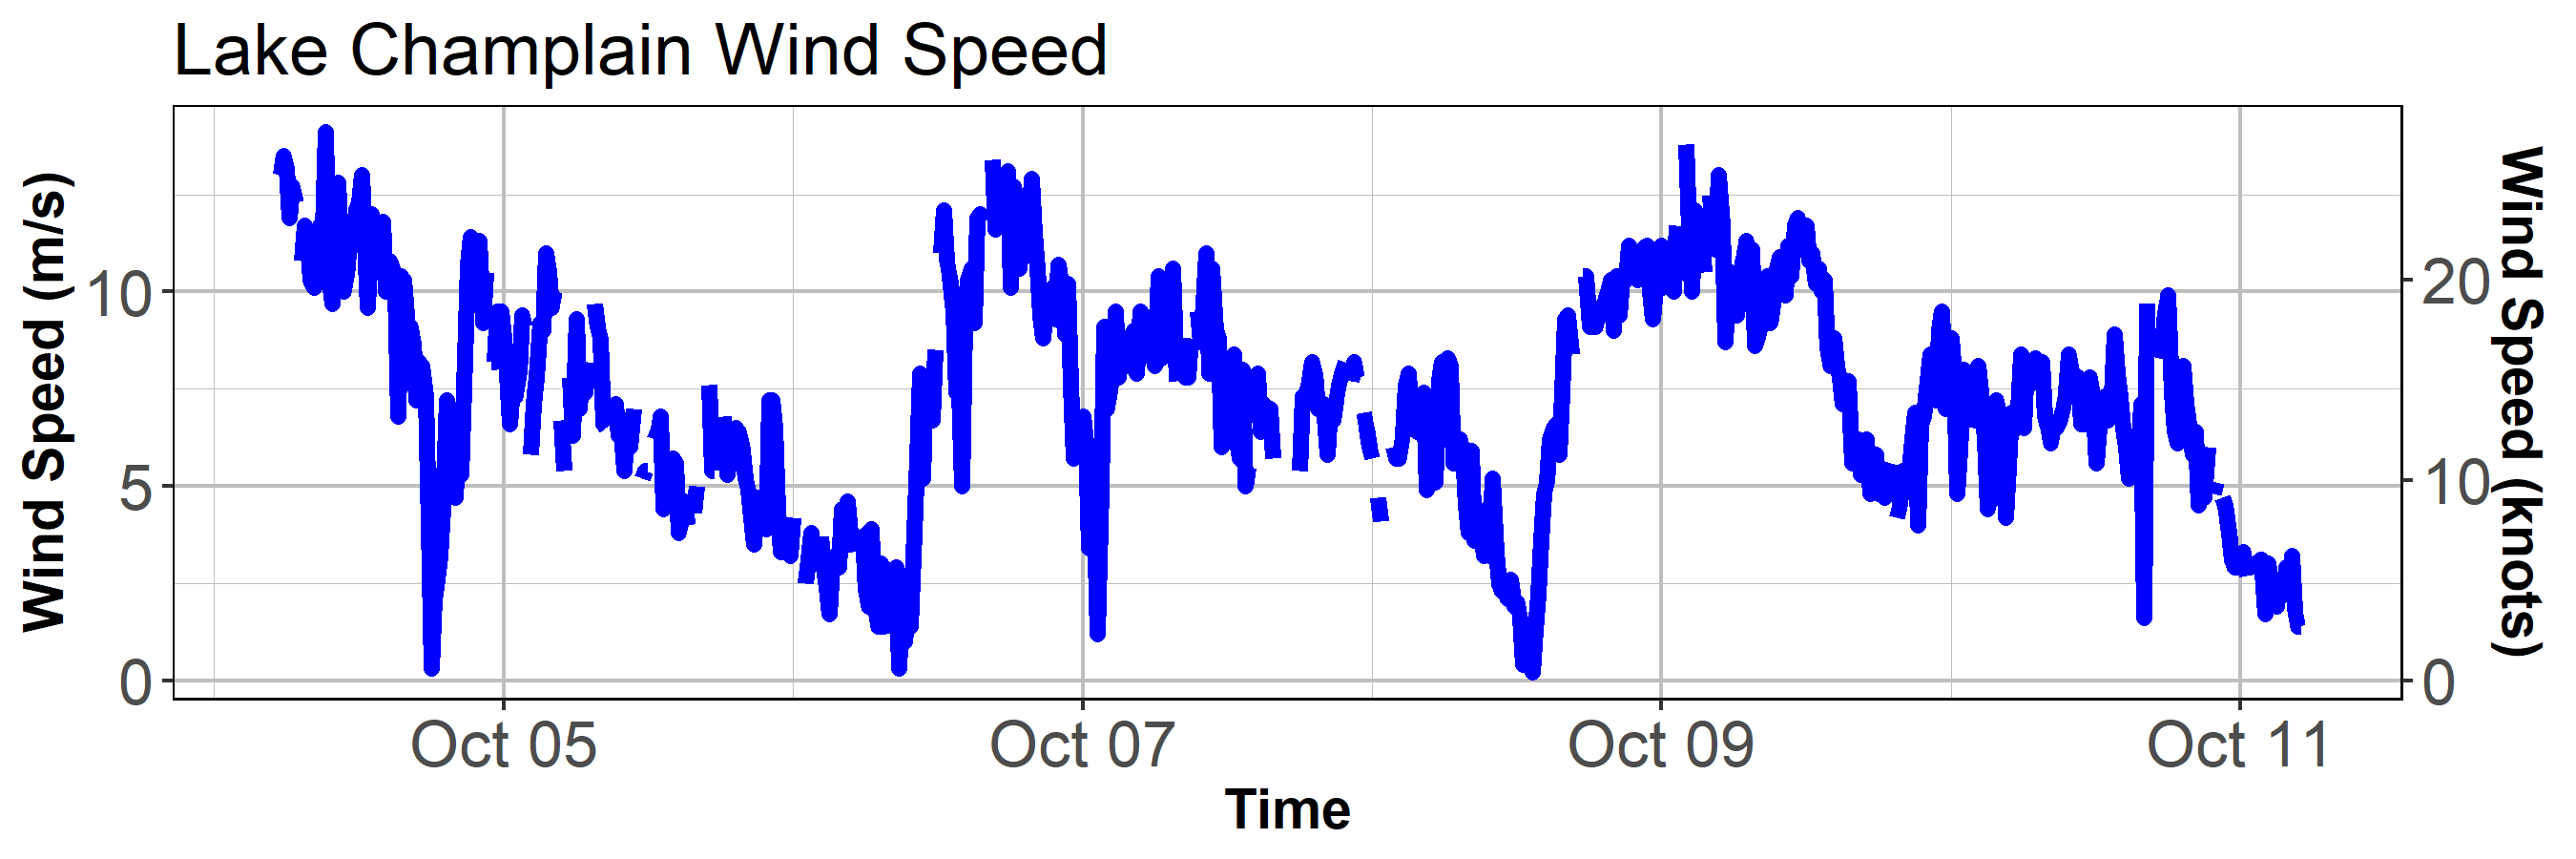 Lake Champlain Wind Speed
Wind Speed (m/s)
10
5
0
20
10
0
Wind Speed (knots)
Oct 05
Oct 07
Oct 09
Oct 11
Time